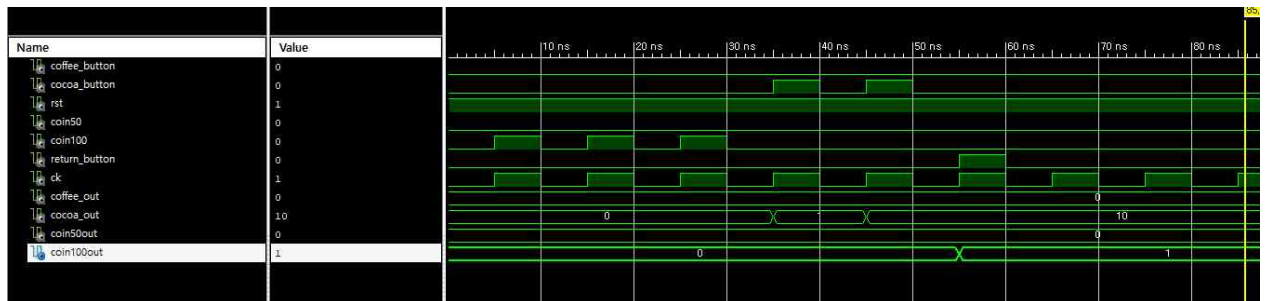 85,
Name Value
10 ns 20 ns 30 ns 40 ns 50 ns 60 ns 70 ns 80 ns
coffee_button 0
cocoa_button 0
rst 1
coin50 0
coin100 0
return_button 0
ck 1
coffee_out 0 0
cocoa_out 10 0 1 10
coin50out 0 0
coin100out 1 0 1